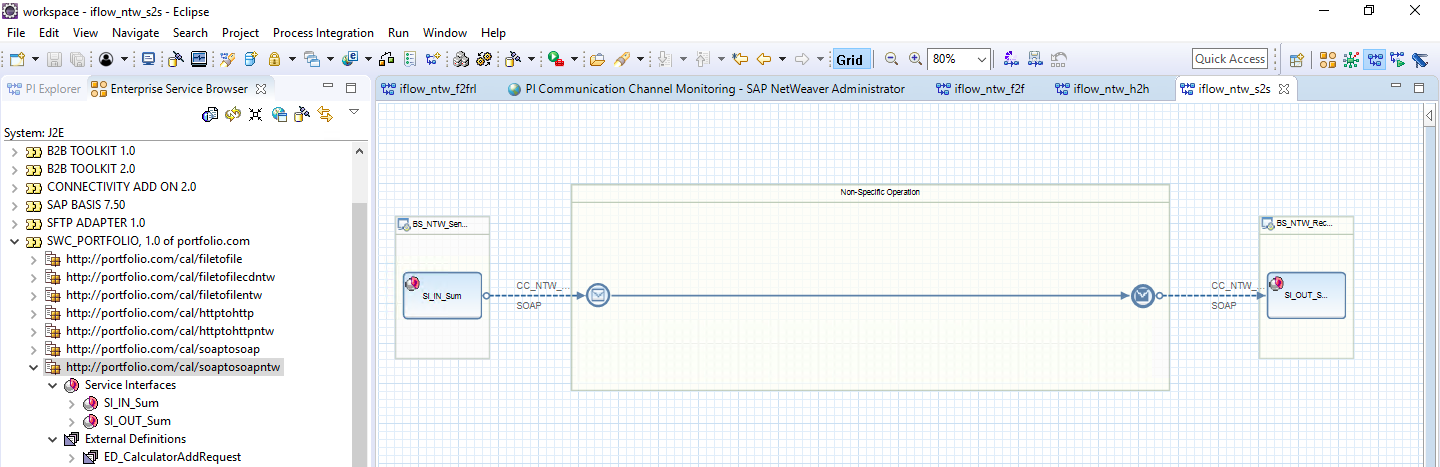 workspace - iflow_ntw_s2s - Eclipse
File Edit View Navigate Search Project Process Integration Run Window Help
Grid 80% Quick Access
PI Explorer Enterprise Service Browser
iflow_ntw_f2frl PI Communication Channel Monitoring - SAP NetWeaver Administrator iflow_ntw_f2f iflow_ntw_h2h iflow_ntw_s2s
System: J2E
B2B TOOLKIT 1.0
B2B TOOLKIT 2.0
CONNECTIVITY ADD ON 2.0
SAP BASIS 7.50
SFTP ADAPTER 1.0
SWC_PORTFOLIO, 1.0 of portfolio.com
http://portfolio.com/cal/filetofile
http://portfolio.com/cal/filetofilecdntw
http://portfolio.com/cal/filetofilentw
http://portfolio.com/cal/httptohttp
http://portfolio.com/cal/httptohttpntw
http://portfolio.com/cal/soaptosoap
http://portfolio.com/cal/soaptosoapntw
Service Interfaces
SI_IN_Sum
SI_OUT_Sum
External Definitions
ED_CalculatorAddRequest
Non-Specific Operation
BS_NTW_Sen...
SI_IN_Sum
CC_NTW_...
SOAP
BS_NTW_Rec...
CC_NTW_...
SOAP
SI_OUT_S...